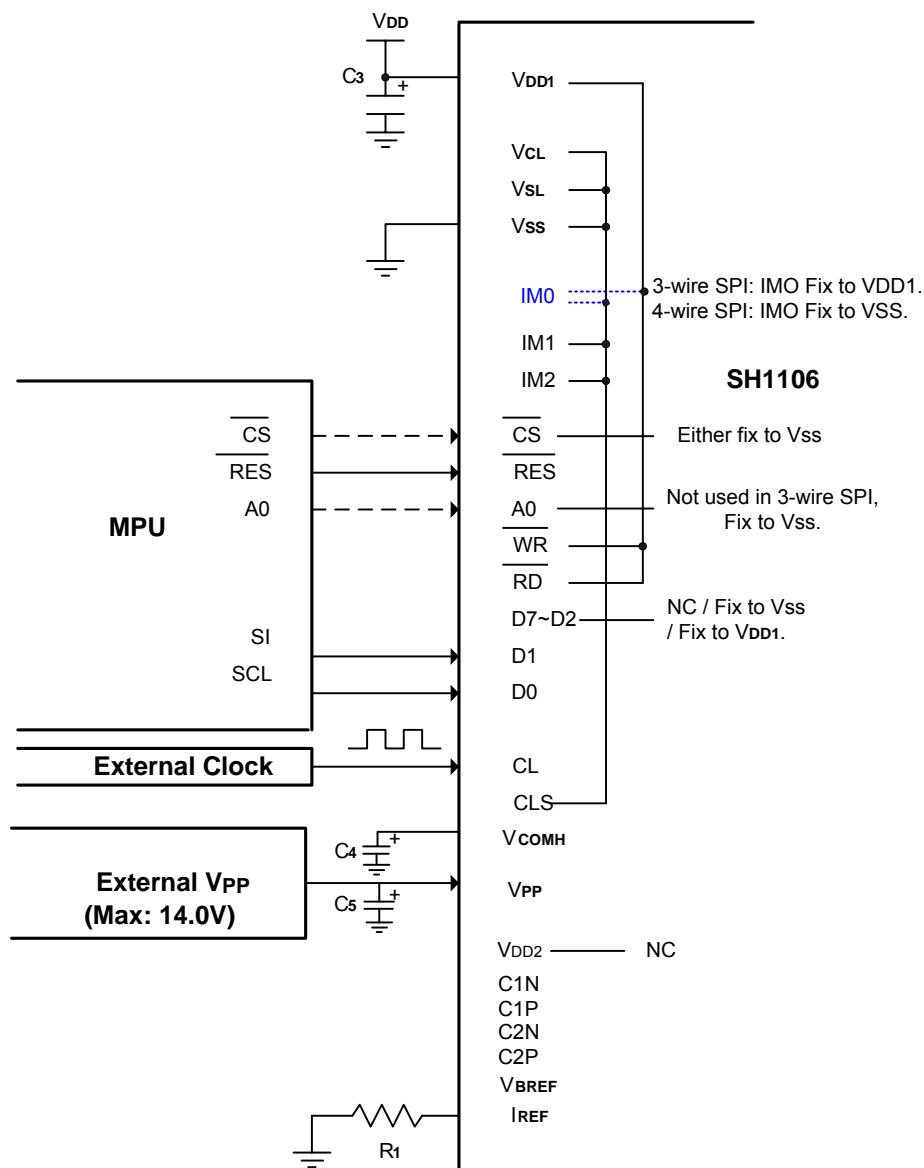 VDD
C3
+
VDD1
VCL
VSL
VSS
IM0
3-wire SPI: IMO Fix to VDD1.
4-wire SPI: IMO Fix to VSS.
IM1
IM2
SH1106
MPU
CS
RES
A0
SI
SCL
CS
Either fix to Vss
RES
A0
Not used in 3-wire SPI,
Fix to Vss.
WR
RD
D7~D2
NC / Fix to Vss
/ Fix to VDD1.
D1
D0
External Clock
CL
CLS
C4
+
VCOMH
External VPP
(Max: 14.0V)
C5
+
VPP
VDD2
NC
C1N
C1P
C2N
C2P
VBREF
IREF
R1